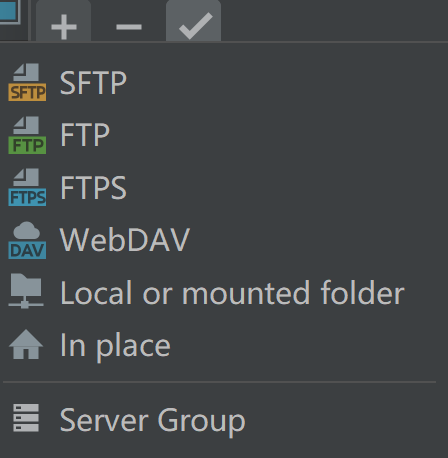 SFTP SFTP
FTP FTP
FTPS FTPS
DAV WebDAV
Local or mounted folder
In place
Server Group